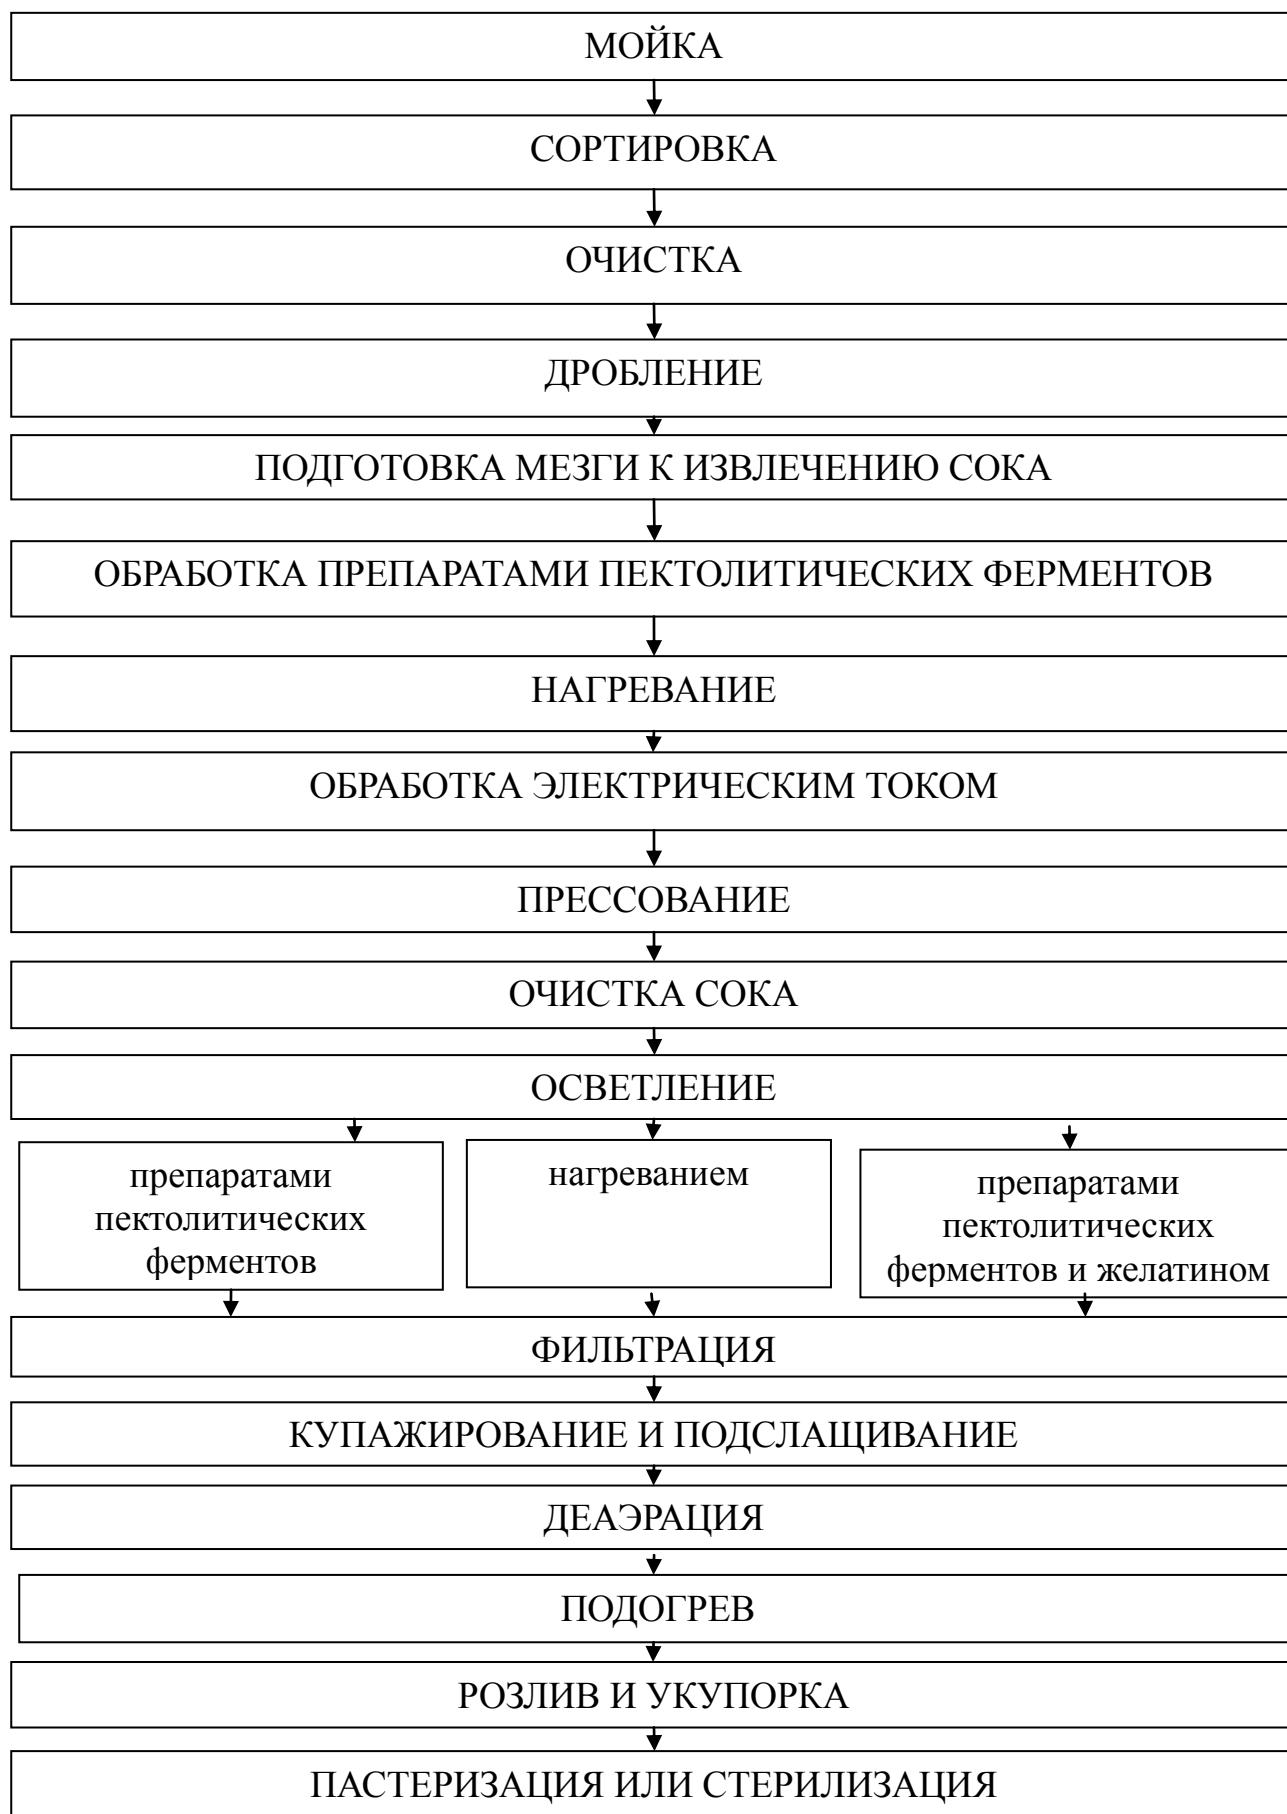 МОЙКА
СОРТИРОВКА
ОЧИСТКА
ДРОБЛЕНИЕ
ПОДГОТОВКА МЕЗГИ К ИЗВЛЕЧЕНИЮ СОКА
ОБРАБОТКА ПРЕПАРАТАМИ ПЕКТОЛИТИЧЕСКИХ ФЕРМЕНТОВ
НАГРЕВАНИЕ
ОБРАБОТКА ЭЛЕКТРИЧЕСКИМ ТОКОМ
ПРЕССОВАНИЕ
ОЧИСТКА СОКА
ОСВЕТЛЕНИЕ
препаратами
пектолитических
ферментов
нагреванием
препаратами
пектолитических
ферментов и желатином
ФИЛЬТРАЦИЯ
КУПАЖИРОВАНИЕ И ПОДСЛАЩИВАНИЕ
ДЕАЭРАЦИЯ
ПОДОГРЕВ
РОЗЛИВ И УКУПОРКА
ПАСТЕРИЗАЦИЯ ИЛИ СТЕРИЛИЗАЦИЯ